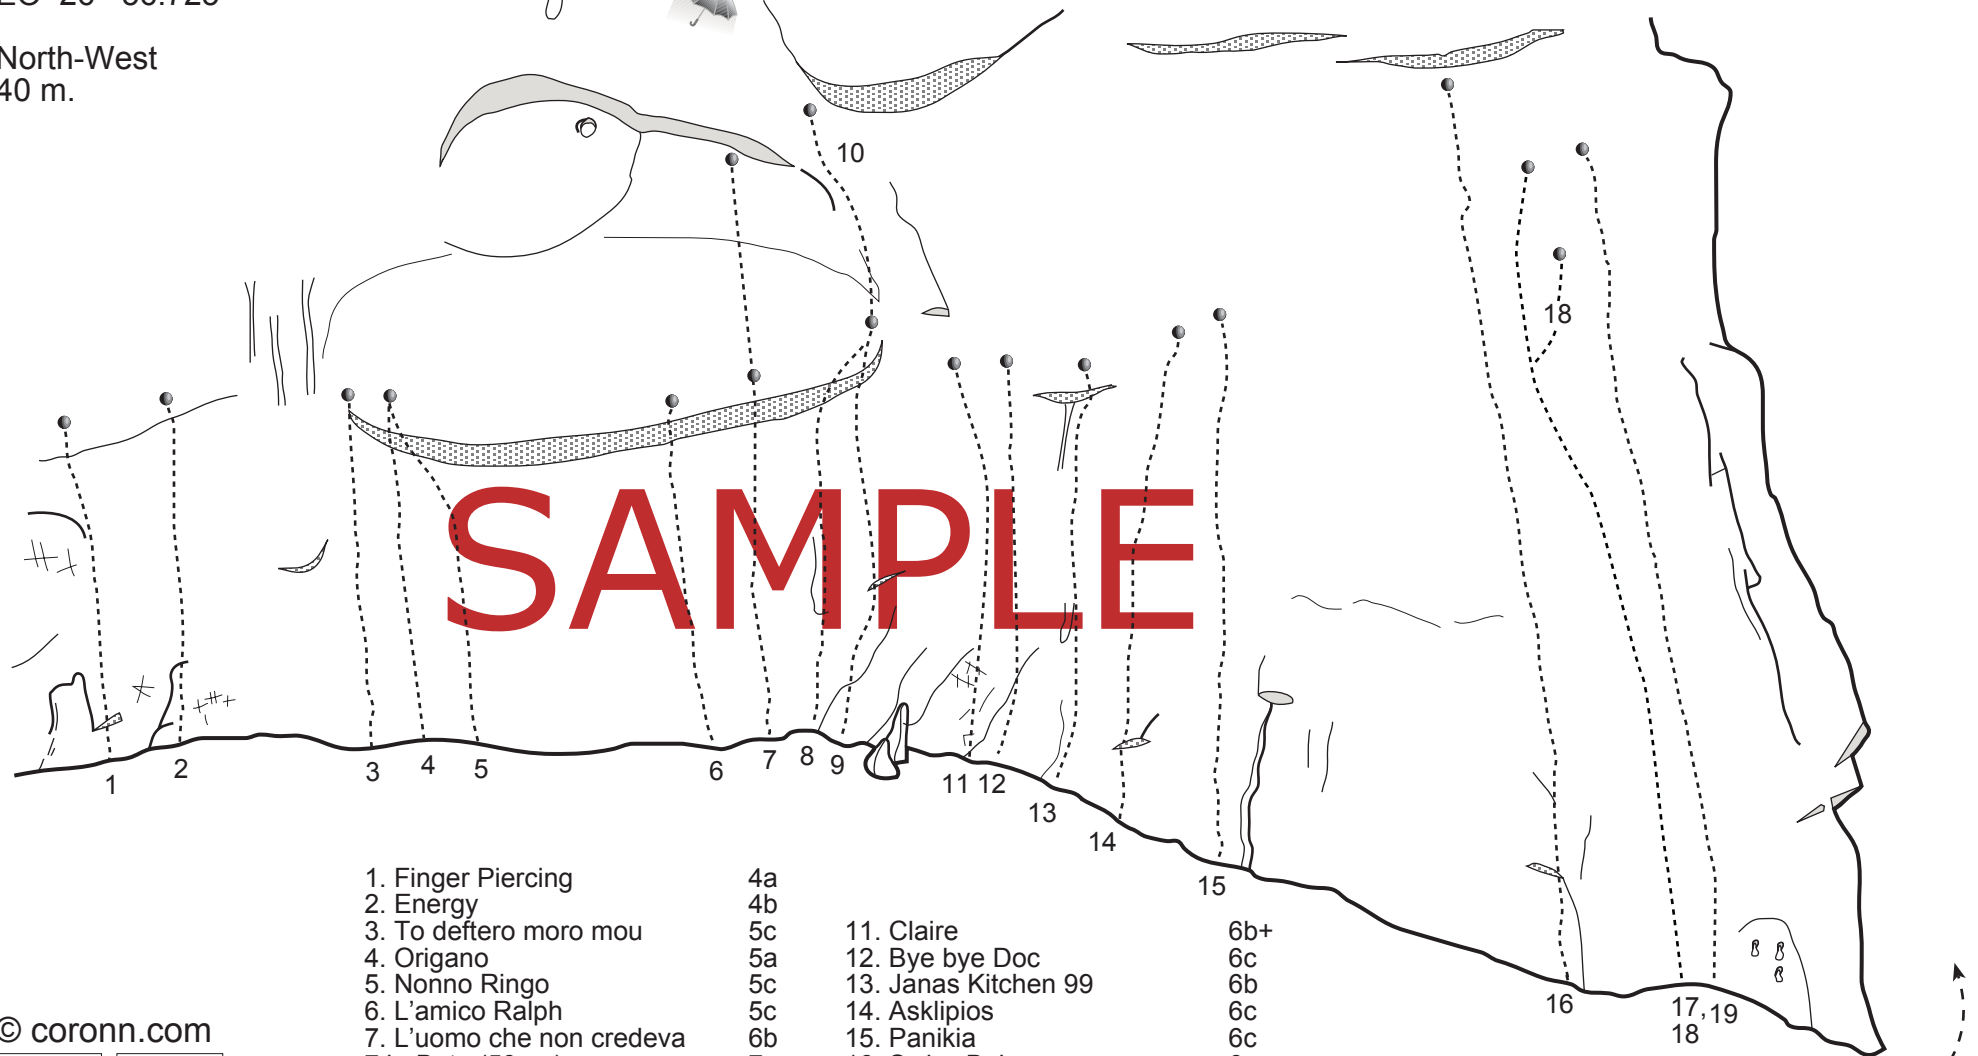 North-West
40 m.
10
18
SAMPLE
1
2
3
4
5
6
7
8
9
11 12
13
14
15
16
17,
18
19
1. Finger Piercing 4a
2. Energy 4b
3. To deftero moro mou 5c
4. Origano 5a
5. Nonno Ringo 5c
6. L'amico Ralph 5c
7. L'uomo che non credeva 6b
11. Claire 6b+
12. Bye bye Doc 6c
13. Janas Kitchen 99 6b
14. Asklipios 6c
15. Panikia 6c
© coronn.com